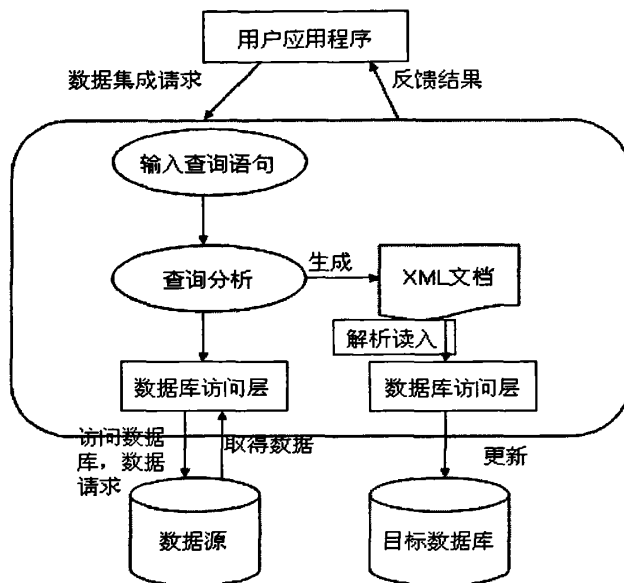 用户应用程序
数据集成请求
反馈结果
输入查询语句
查询分析
生成
XML文档
解析读入
数据库访问层
数据库访问层
访问数据
库，数据
请求
取得数据
更新
数据源
目标数据库